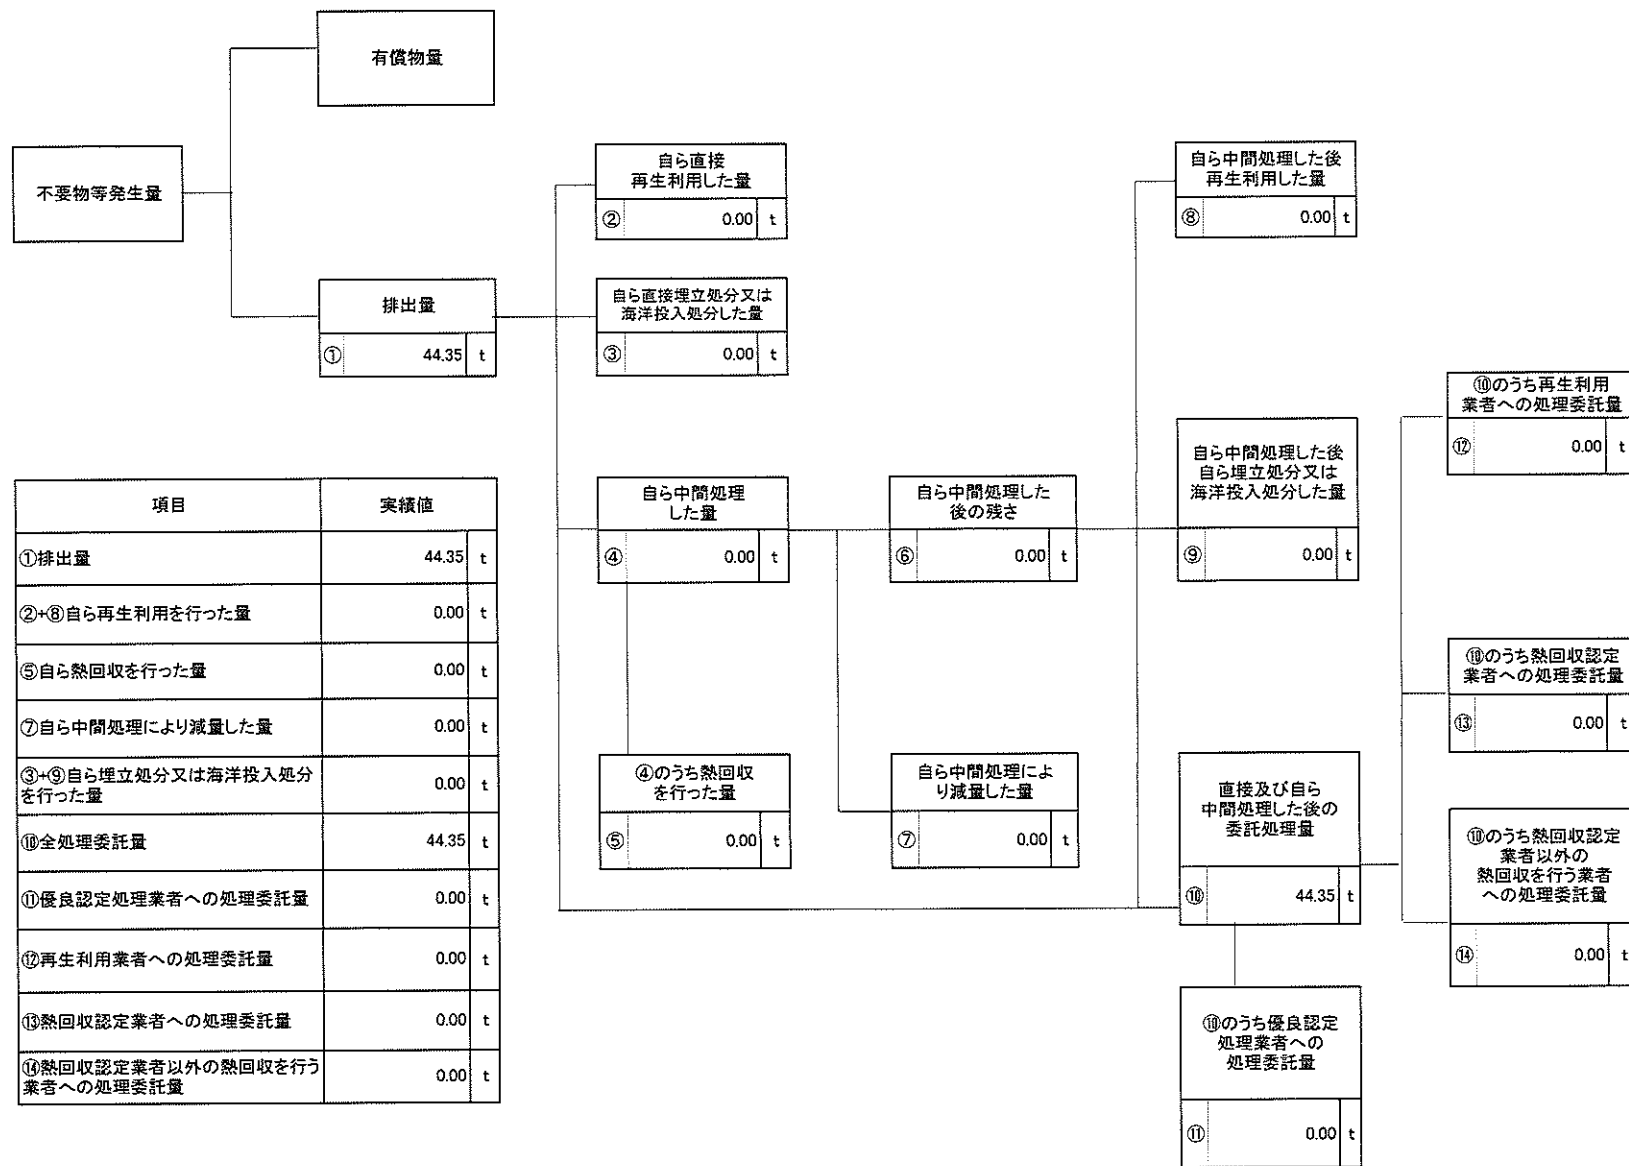 有償物量
不要物等発生量
排出量
① 44.35 t
自ら直接
再生利用した量
② 0.00 t
自ら直接埋立処分又は
海洋投入処分した量
③ 0.00 t
自ら中間処理
した量
④ 0.00 t
④のうち熱回収
を行った量
⑤ 0.00 t
自ら中間処理した
後の残さ
⑥ 0.00 t
自ら中間処理によ
り減量した量
⑦ 0.00 t
自ら中間処理した後
再生利用した量
⑧ 0.00 t
自ら中間処理した後
自ら埋立処分又は
海洋投入処分した量
⑨ 0.00 t
直接及び自ら
中間処理した後の
委託処理量
⑩ 44.35 t
⑩のうち優良認定
処理業者への
処理委託量
⑪ 0.00 t
⑩のうち再生利用
業者への処理委託量
⑫ 0.00 t
⑩のうち熱回収認定
業者への処理委託量
⑬ 0.00 t
⑩のうち熱回収認定
業者以外の
熱回収を行う業者
への処理委託量
⑭ 0.00 t
項目 実績値
①排出量 44.35 t
②+⑧自ら再生利用を行った量 0.00 t
⑤自ら熱回収を行った量 0.00 t
⑦自ら中間処理により減量した量 0.00 t
③+⑨自ら埋立処分又は海洋投入処分
を行った量 0.00 t
⑩全処理委託量 44.35 t
⑪優良認定処理業者への処理委託量 0.00 t
⑫再生利用業者への処理委託量 0.00 t
⑬熱回収認定業者への処理委託量 0.00 t
⑭熱回収認定業者以外の熱回収を行う
業者への処理委託量 0.00 t